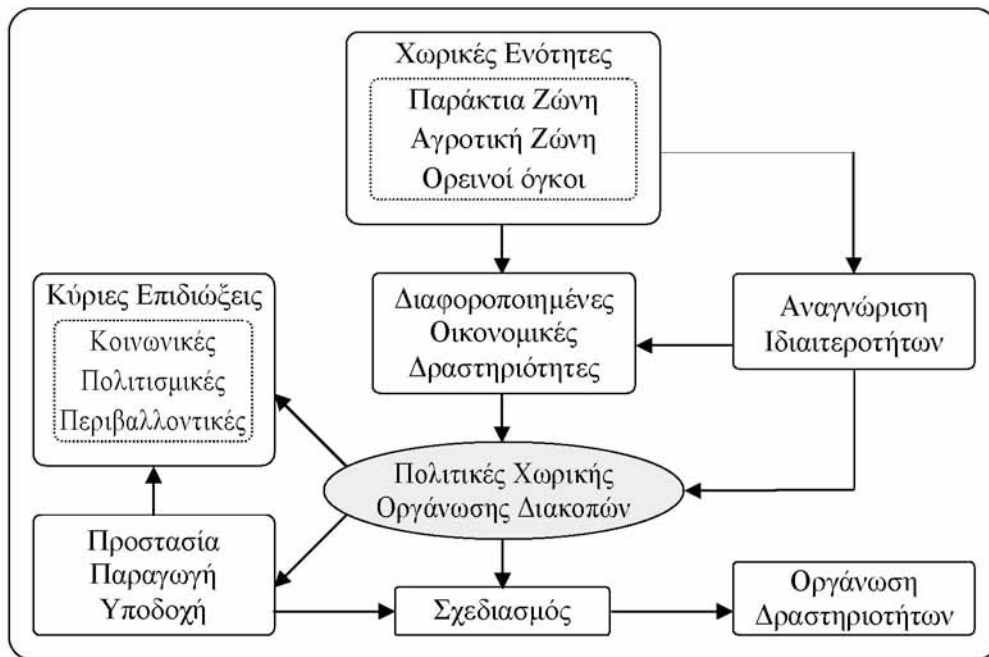 Χωρικές Ενότητες
Παράκτια Ζώνη
Αγροτική Ζώνη
Ορεινοί όγκοι
Κύριες Επιδιώξεις
Κοινωνικές
Πολιτισμικές
Περιβαλλοντικές
Διαφοροποιημένες
Οικονομικές
Δραστηριότητες
Αναγνώριση
Ιδιαιτεροτήτων
Πολιτικές Χωρικής
Οργάνωσης Διακοπών
Προστασία
Παραγωγή
Υποδοχή
Σχεδιασμός
Οργάνωση
Δραστηριοτήτων